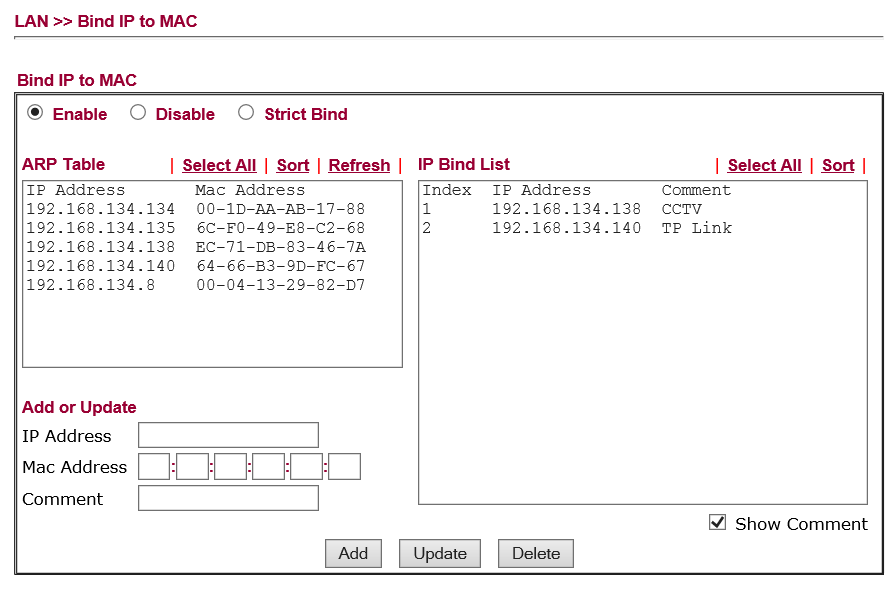 LAN >> Bind IP to MAC
Bind IP to MAC
Enable Disable Strict Bind
ARP Table | Select All | Sort | Refresh |
IP Address Mac Address
192.168.134.134 00-1D-AA-AB-17-88
192.168.134.135 6C-F0-49-E8-C2-68
192.168.134.138 EC-71-DB-83-46-7A
192.168.134.140 64-66-B3-9D-FC-67
192.168.134.8 00-04-13-29-82-D7
IP Bind List | Select All | Sort |
Index IP Address Comment
1 192.168.134.138 CCTV
2 192.168.134.140 TP Link
Add or Update
IP Address
Mac Address : : : : :
Comment
Show Comment
Add Update Delete